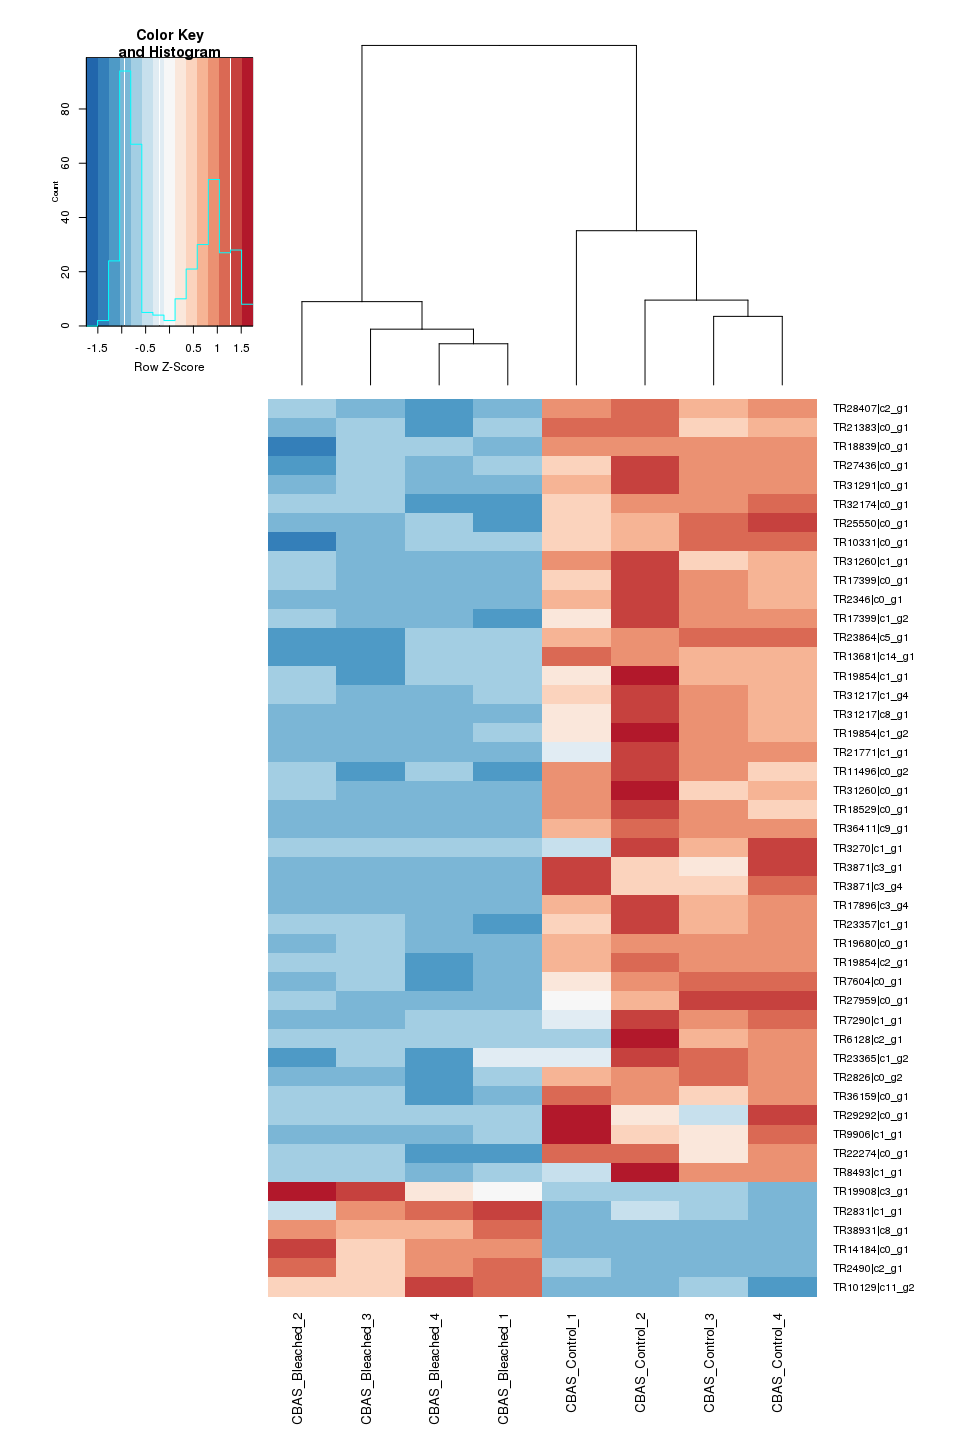 Color Key
and Histogram
Count
0
20
40
60
80
-1.5
-0.5
0.5
1
1.5
Row Z-Score
TR28407|c2_g1
TR21383|c0_g1
TR18839|c0_g1
TR27436|c0_g1
TR31291|c0_g1
TR32174|c0_g1
TR25550|c0_g1
TR10331|c0_g1
TR31260|c1_g1
TR17399|c0_g1
TR2346|c0_g1
TR17399|c1_g2
TR23864|c5_g1
TR13681|c14_g1
TR19854|c1_g1
TR31217|c1_g4
TR31217|c8_g1
TR19854|c1_g2
TR21771|c1_g1
TR11496|c0_g2
TR31260|c0_g1
TR18529|c0_g1
TR36411|c9_g1
TR3270|c1_g1
TR3871|c3_g1
TR3871|c3_g4
TR17896|c3_g4
TR23357|c1_g1
TR19680|c0_g1
TR19854|c2_g1
TR7604|c0_g1
TR27959|c0_g1
TR7290|c1_g1
TR6128|c2_g1
TR23365|c1_g2
TR2826|c0_g2
TR36159|c0_g1
TR29292|c0_g1
TR9906|c1_g1
TR22274|c0_g1
TR8493|c1_g1
TR19908|c3_g1
TR2831|c1_g1
TR38931|c8_g1
TR14184|c0_g1
TR2490|c2_g1
TR10129|c11_g2
CBAS_Bleached_2
CBAS_Bleached_3
CBAS_Bleached_4
CBAS_Bleached_1
CBAS_Control_1
CBAS_Control_2
CBAS_Control_3
CBAS_Control_4